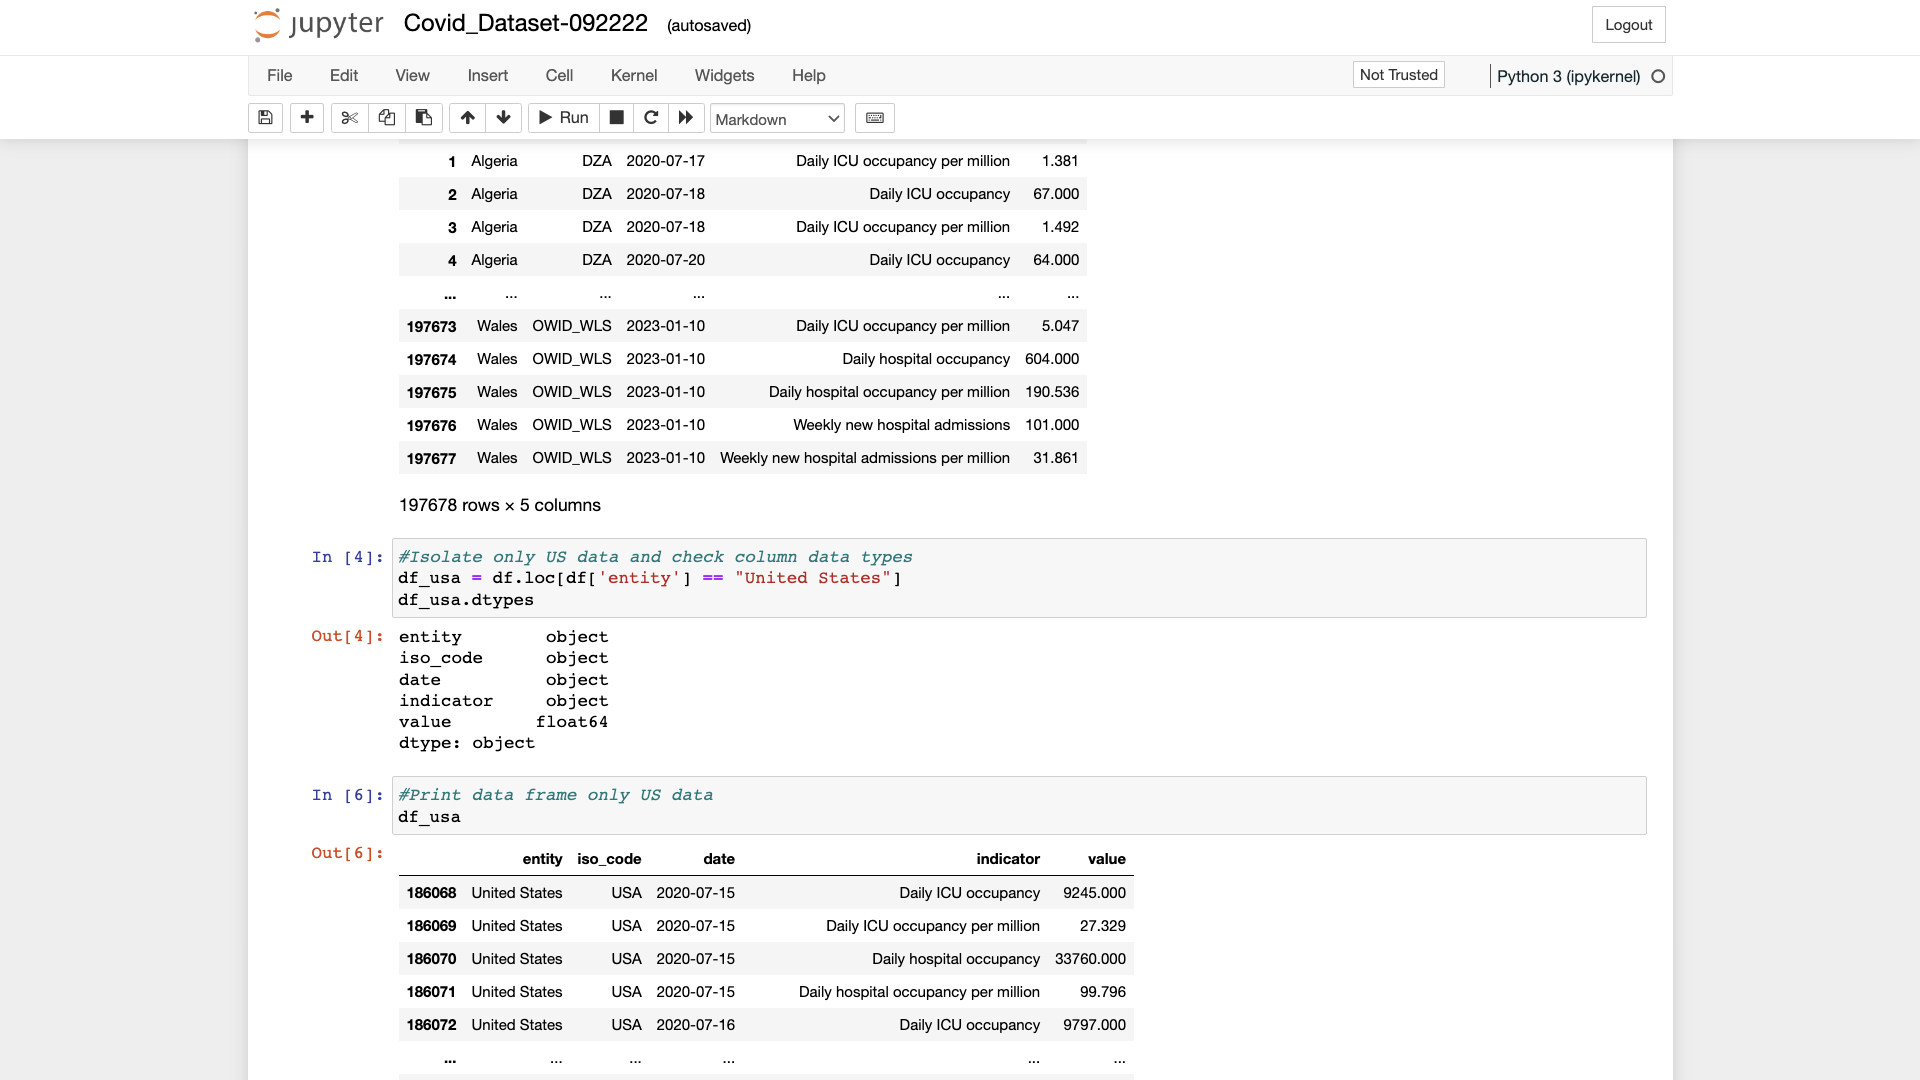 jupyter Covid_Dataset-092222 (autosaved) Logout
File Edit View Insert Cell Kernel Widgets Help Not Trusted Python 3 (ipykernel)
Run Markdown
1 Algeria DZA 2020-07-17 Daily ICU occupancy per million 1.381
2 Algeria DZA 2020-07-18 Daily ICU occupancy 67.000
3 Algeria DZA 2020-07-18 Daily ICU occupancy per million 1.492
4 Algeria DZA 2020-07-20 Daily ICU occupancy 64.000
... ... ... ... ... ...
197673 Wales OWID_WLS 2023-01-10 Daily ICU occupancy per million 5.047
197674 Wales OWID_WLS 2023-01-10 Daily hospital occupancy 604.000
197675 Wales OWID_WLS 2023-01-10 Daily hospital occupancy per million 190.536
197676 Wales OWID_WLS 2023-01-10 Weekly new hospital admissions 101.000
197677 Wales OWID_WLS 2023-01-10 Weekly new hospital admissions per million 31.861
197678 rows × 5 columns
In [4]: #Isolate only US data and check column data types
df_usa = df.loc[df['entity'] == "United States"]
df_usa.dtypes
Out[4]: entity object
iso_code object
date object
indicator object
value float64
dtype: object
In [6]: #Print data frame only US data
df_usa
Out[6]:
entity iso_code date indicator value
186068 United States USA 2020-07-15 Daily ICU occupancy 9245.000
186069 United States USA 2020-07-15 Daily ICU occupancy per million 27.329
186070 United States USA 2020-07-15 Daily hospital occupancy 33760.000
186071 United States USA 2020-07-15 Daily hospital occupancy per million 99.796
186072 United States USA 2020-07-16 Daily ICU occupancy 9797.000
... ... ... ... ... ...